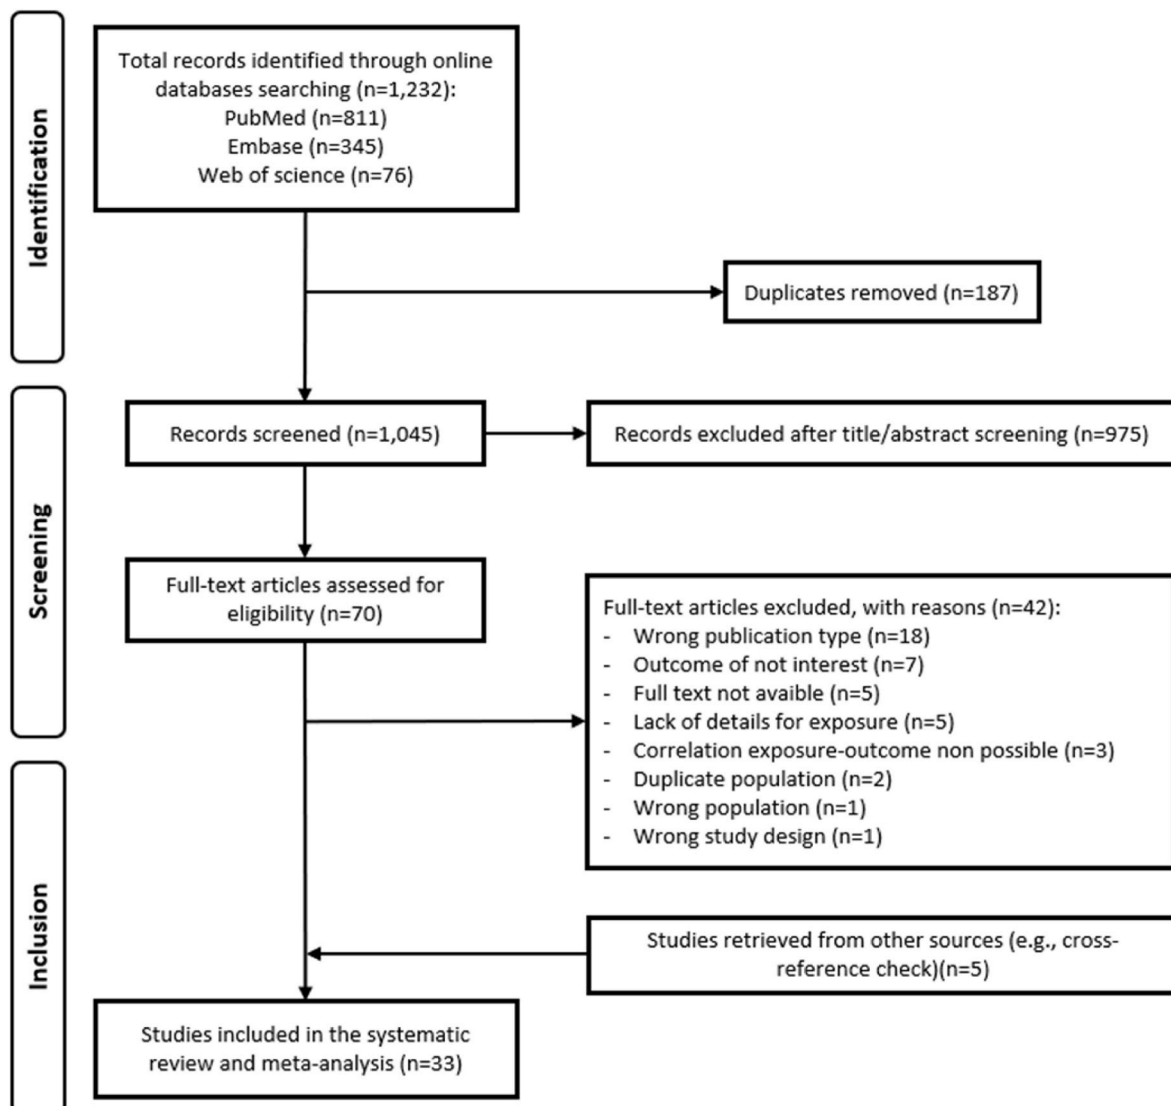 Identification
Total records identified through online
databases searching (n=1,232):
PubMed (n=811)
Embase (n=345)
Web of science (n=76)
Duplicates removed (n=187)
Screening
Records screened (n=1,045)
Records excluded after title/abstract screening (n=975)
Full-text articles assessed for
eligibility (n=70)
Full-text articles excluded, with reasons (n=42):
- Wrong publication type (n=18)
- Outcome of not interest (n=7)
- Full text not avaible (n=5)
- Lack of details for exposure (n=5)
- Correlation exposure-outcome non possible (n=3)
- Duplicate population (n=2)
- Wrong population (n=1)
- Wrong study design (n=1)
Inclusion
Studies retrieved from other sources (e.g., cross-
reference check)(n=5)
Studies included in the systematic
review and meta-analysis (n=33)